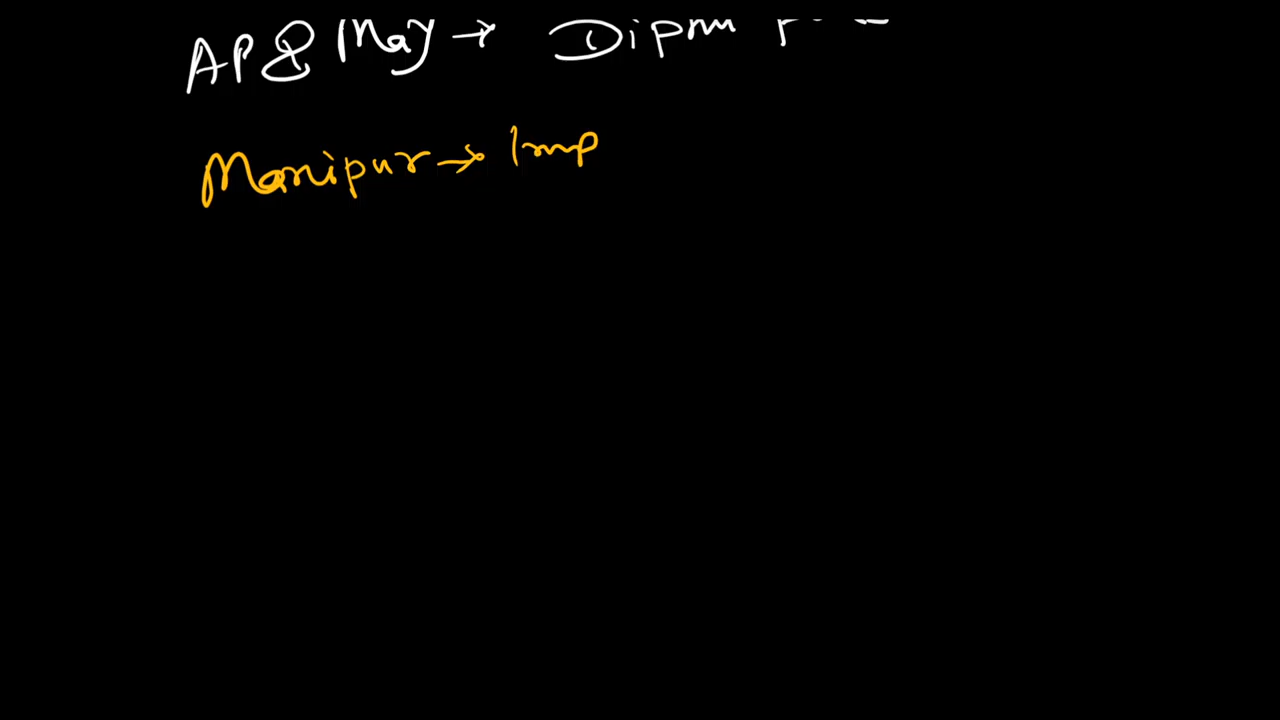 AP & May → Dipm
Manipur → Imp